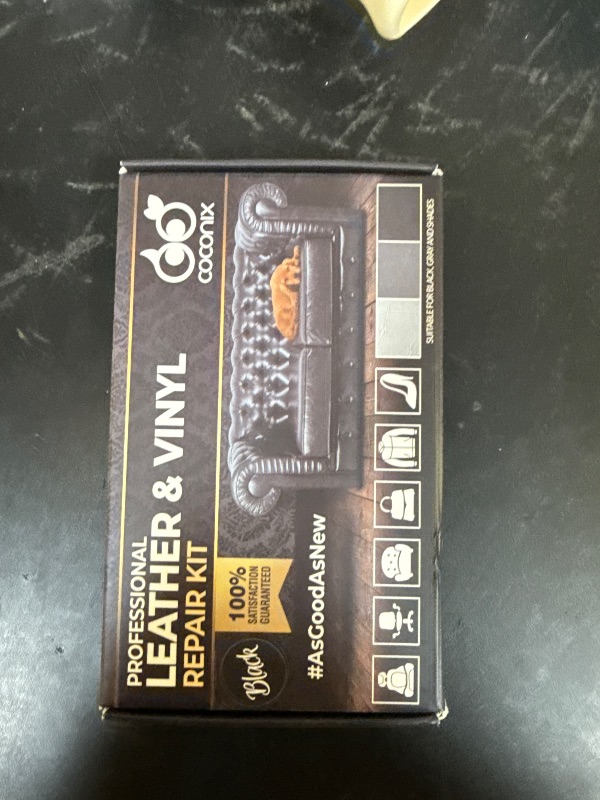 PROFESSIONAL
LEATHER & VINYL
REPAIR KIT
COCONIX
Black
100%
SATISFACTION
GUARANTEED
#AsGoodAsNew
SUITABLE FOR BLACK, GRAY AND SHADES